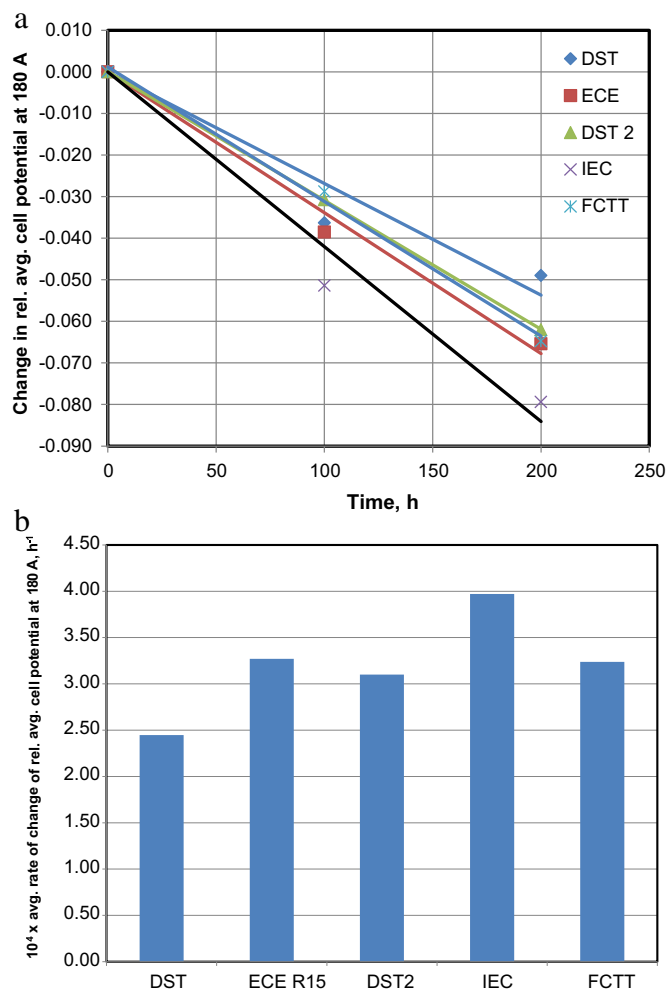 a
0.010
0.000
-0.010
-0.020
-0.030
-0.040
-0.050
-0.060
-0.070
-0.080
-0.090
Change in rel. avg. cell potential at 180 A
DST
ECE
DST 2
IEC
FCTT
0 50 100 150 200 250
Time, h
b
4.50
4.00
3.50
3.00
2.50
2.00
1.50
1.00
0.50
0.00
10⁻⁴ x avg. rate of change of rel. avg. cell potential at 180 A, h⁻¹
DST ECE R15 DST2 IEC FCTT